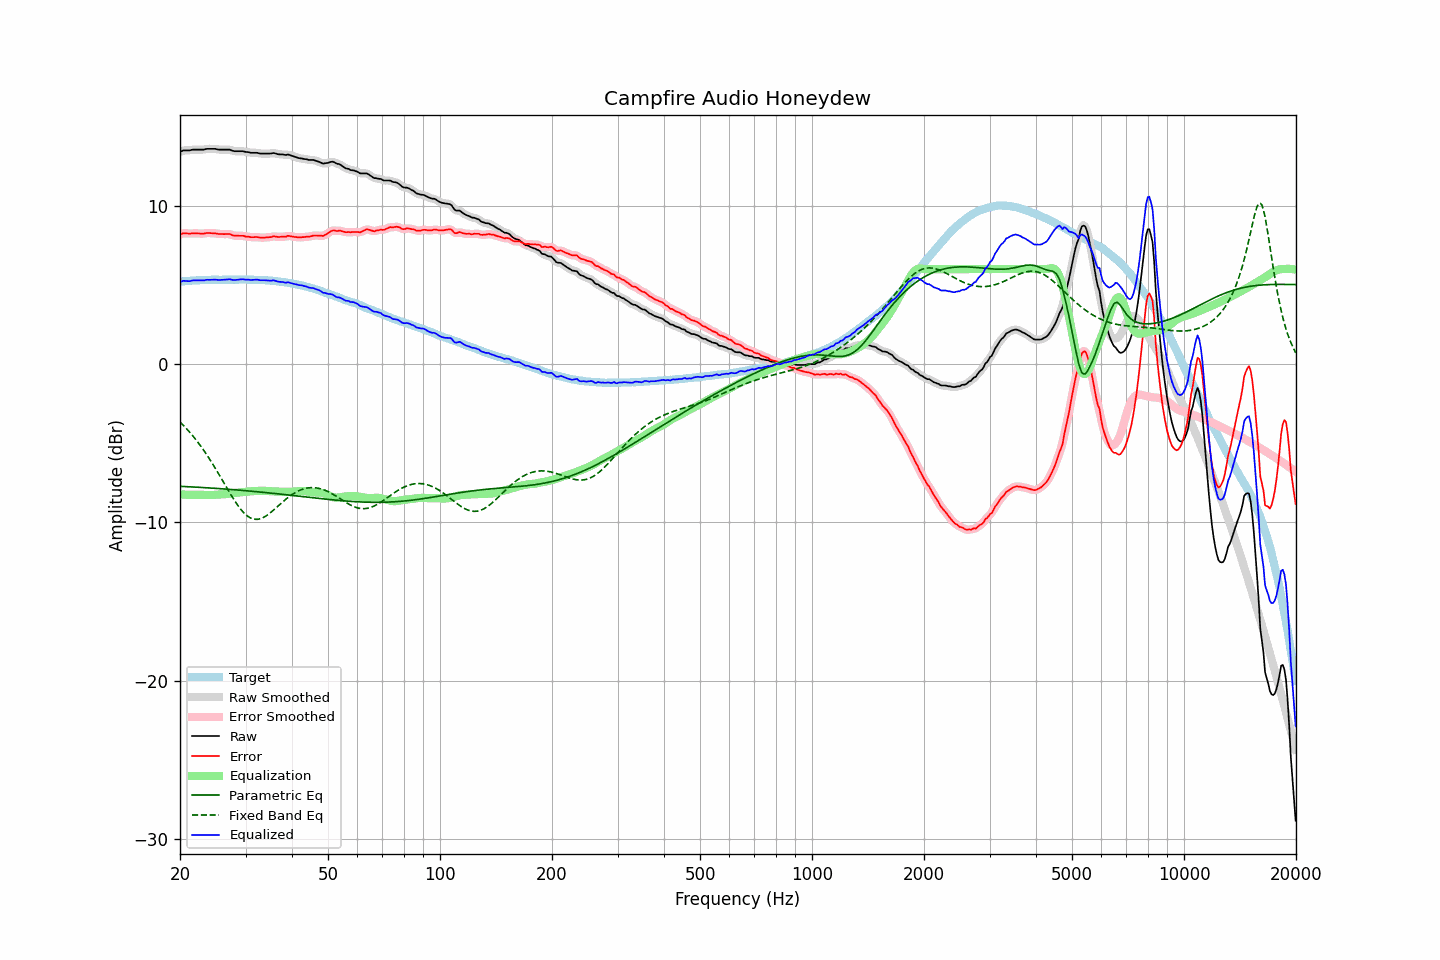 Campfire Audio Honeydew
Amplitude (dBr)
10
0
−10
−20
−30
Target
Raw Smoothed
Error Smoothed
Raw
Error
Equalization
Parametric Eq
Fixed Band Eq
Equalized
20 50 100 200 500 1000 2000 5000 10000 20000
Frequency (Hz)